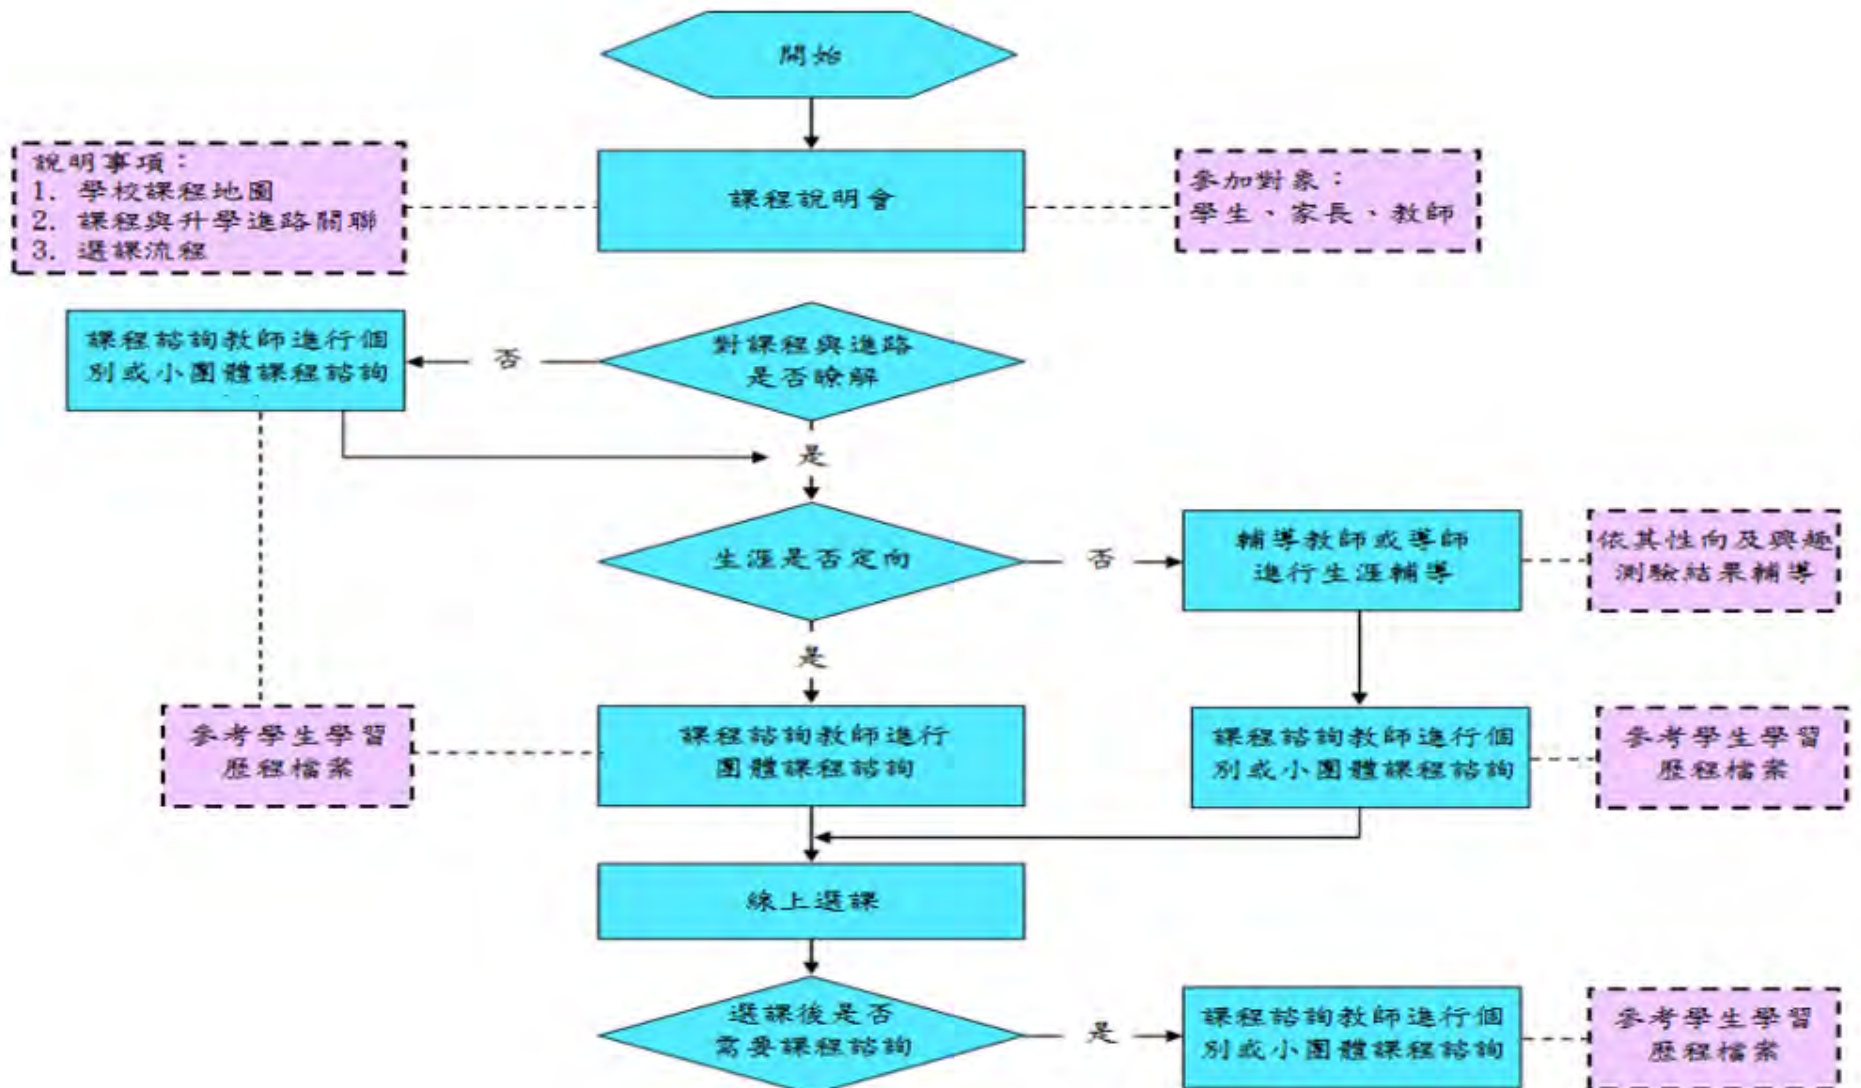 開始
說明事項：
1. 學校課程地圖
2. 課程與升學進路關聯
3. 選課流程
課程說明會
參加對象：
學生、家長、教師
課程諮詢教師進行個
別或小團體課程諮詢
否
對課程與進路
是否瞭解
是
生涯是否定向
否
輔導教師或導師
進行生涯輔導
依其性向及興趣
測驗結果輔導
是
參考學生學習
歷程檔案
課程諮詢教師進行
團體課程諮詢
課程諮詢教師進行個
別或小團體課程諮詢
參考學生學習
歷程檔案
線上選課
選課後是否
需要課程諮詢
是
課程諮詢教師進行個
別或小團體課程諮詢
參考學生學習
歷程檔案